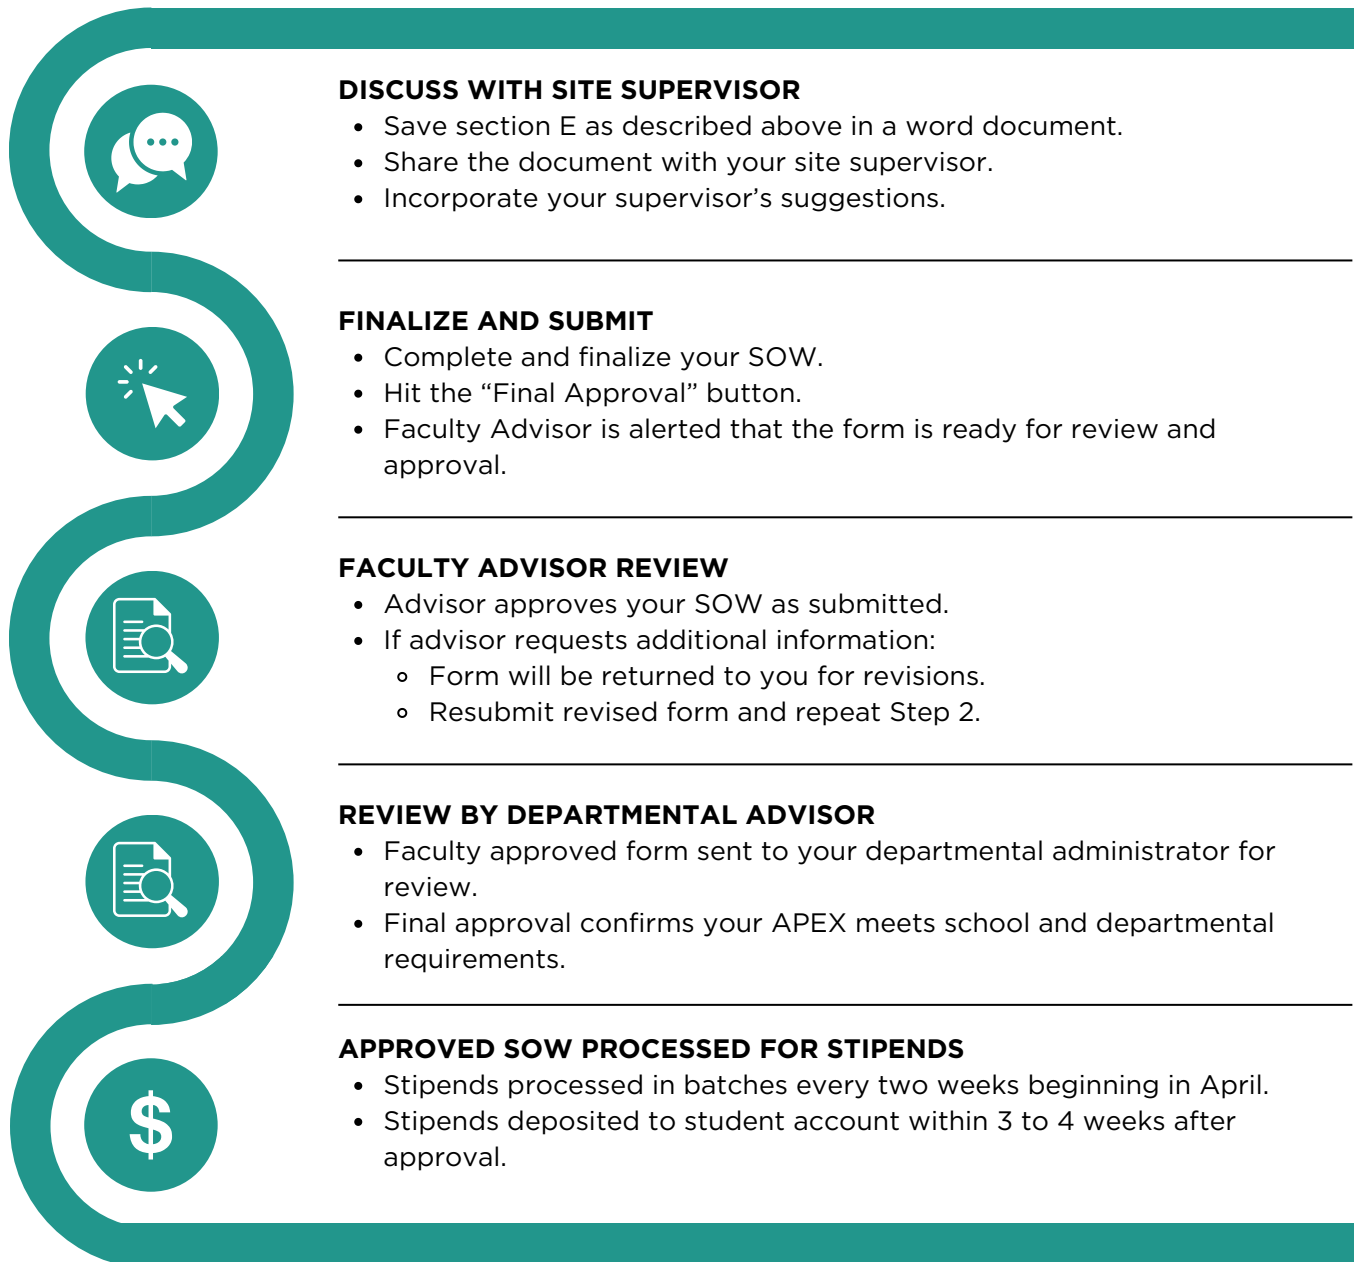 DISCUSS WITH SITE SUPERVISOR
• Save section E as described above in a word document.
• Share the document with your site supervisor.
• Incorporate your supervisor’s suggestions.
FINALIZE AND SUBMIT
• Complete and finalize your SOW.
• Hit the “Final Approval” button.
• Faculty Advisor is alerted that the form is ready for review and
approval.
FACULTY ADVISOR REVIEW
• Advisor approves your SOW as submitted.
• If advisor requests additional information:
◦ Form will be returned to you for revisions.
◦ Resubmit revised form and repeat Step 2.
REVIEW BY DEPARTMENTAL ADVISOR
• Faculty approved form sent to your departmental administrator for
review.
• Final approval confirms your APEX meets school and departmental
requirements.
$
APPROVED SOW PROCESSED FOR STIPENDS
• Stipends processed in batches every two weeks beginning in April.
• Stipends deposited to student account within 3 to 4 weeks after
approval.